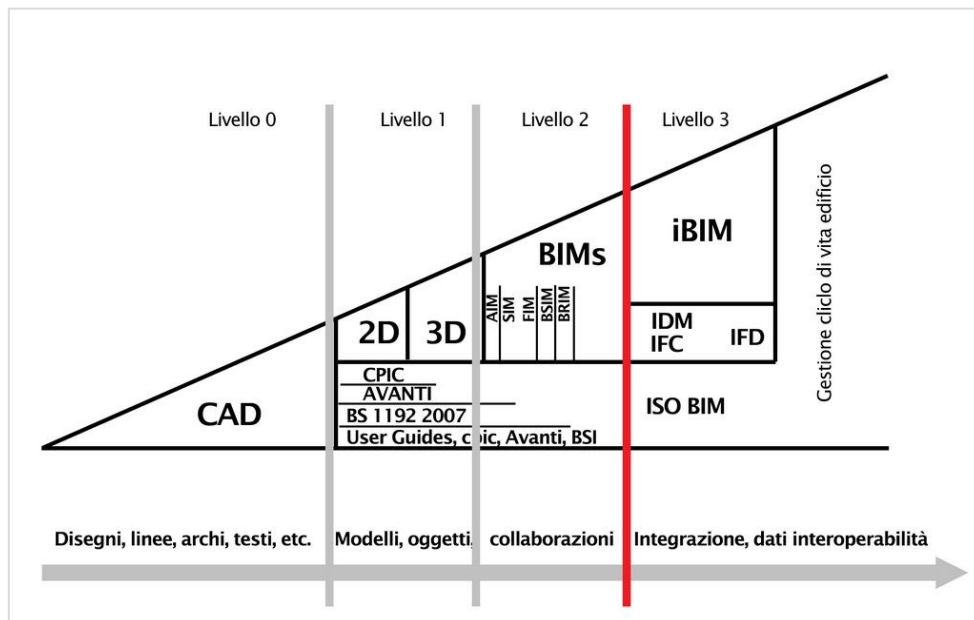 Livello 0
Livello 1
Livello 2
Livello 3
iBIM
BIMs
AIM
SIM
FIM
BSIM
BRIM
2D
3D
IDM
IFC
IFD
CPIC
AVANTI
BS 1192 2007
User Guides, cpic, Avanti, BSI
CAD
ISO BIM
Gestione cliclo di vita edificio
Disegni, linee, archi, testi, etc.
Modelli, oggetti, collaborazioni
Integrazione, dati interoperabilità